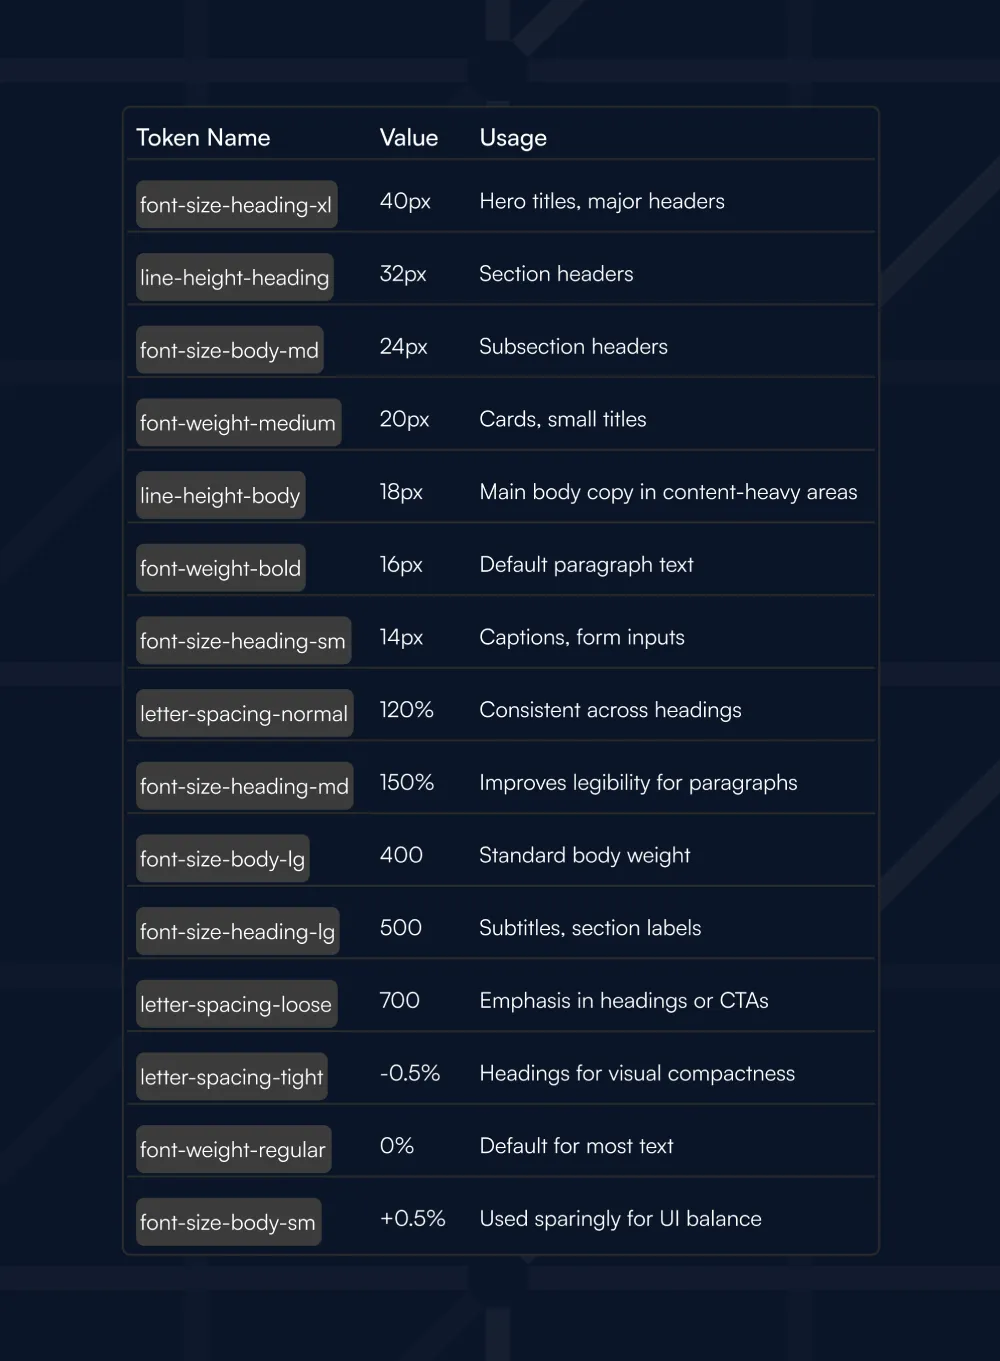 Token Name Value Usage
font-size-heading-xl 40px Hero titles, major headers
line-height-heading 32px Section headers
font-size-body-md 24px Subsection headers
font-weight-medium 20px Cards, small titles
line-height-body 18px Main body copy in content-heavy areas
font-weight-bold 16px Default paragraph text
font-size-heading-sm 14px Captions, form inputs
letter-spacing-normal 120% Consistent across headings
font-size-heading-md 150% Improves legibility for paragraphs
font-size-body-lg 400 Standard body weight
font-size-heading-lg 500 Subtitles, section labels
letter-spacing-loose 700 Emphasis in headings or CTAs
letter-spacing-tight -0.5% Headings for visual compactness
font-weight-regular 0% Default for most text
font-size-body-sm +0.5% Used sparingly for UI balance